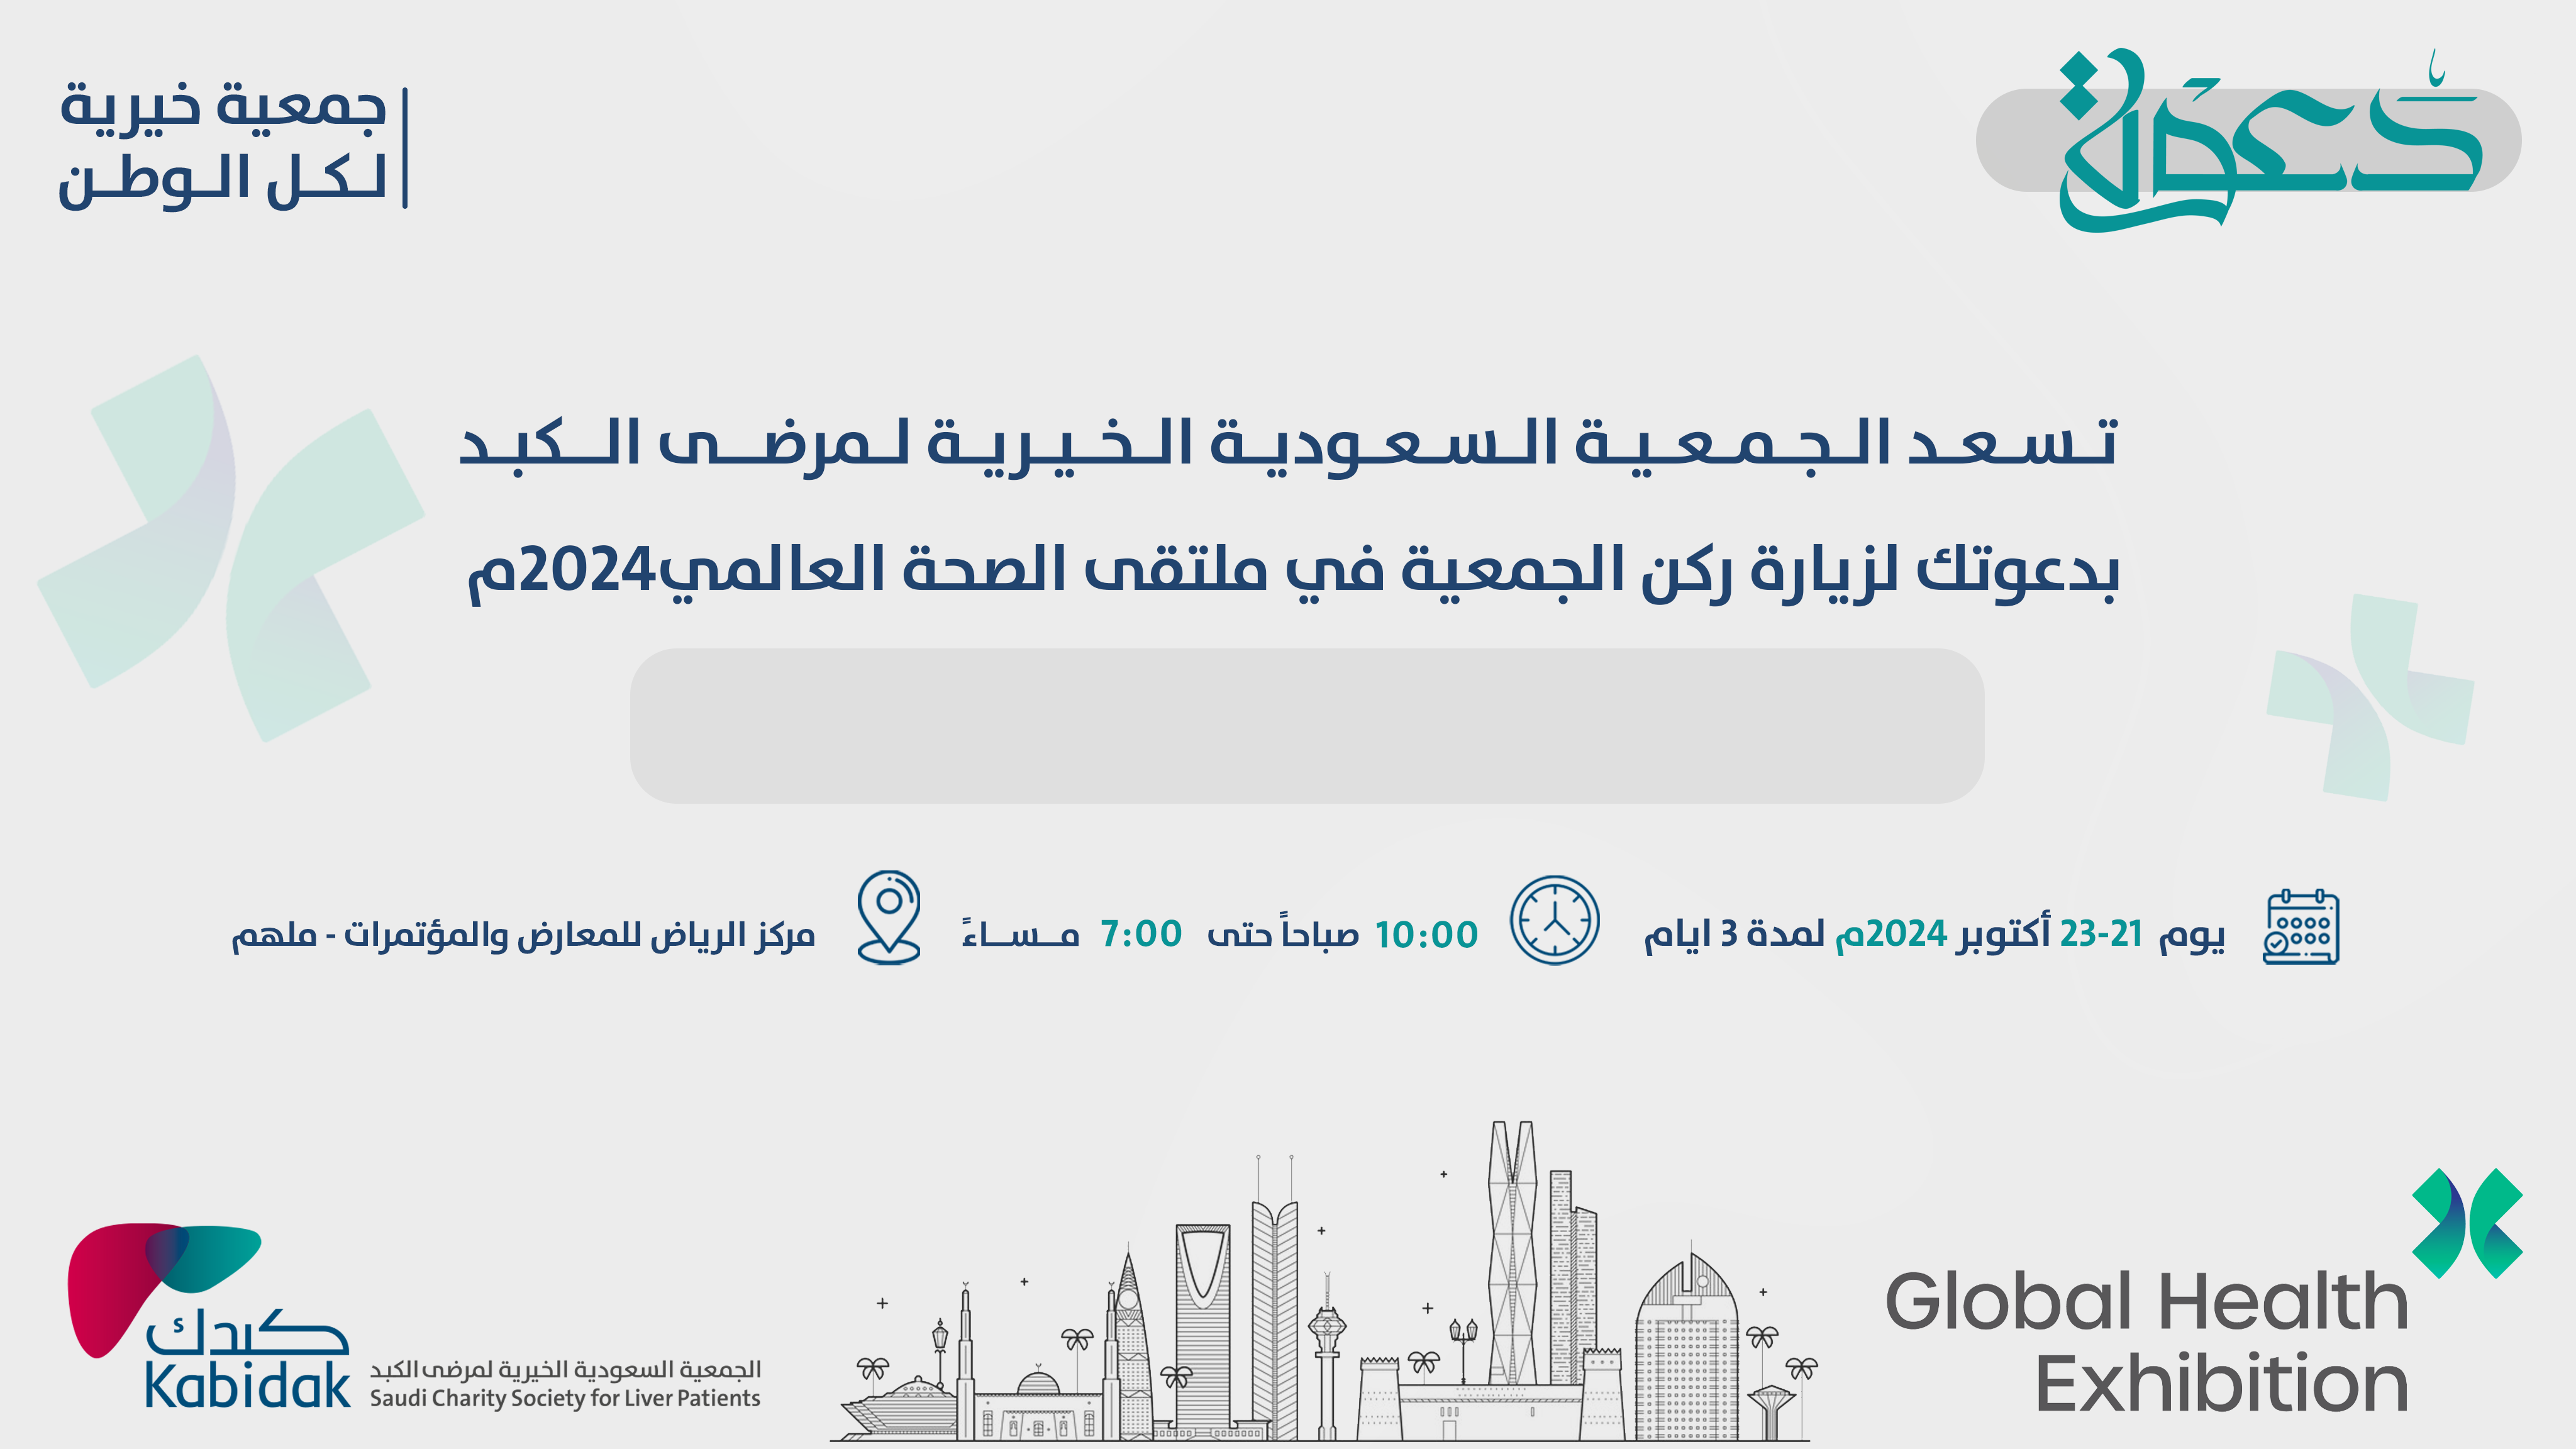 دعوة
جمعية خيرية
لكل الوطن
تسعد الجمعية السعودية الخيرية لمرضى الكبد
بدعوتك لزيارة ركن الجمعية في ملتقى الصحة العالمي2024م
يوم 21-23 أكتوبر 2024م لمدة 3 ايام
10:00 صباحاً حتى 7:00 مساءً
مركز الرياض للمعارض والمؤتمرات - ملهم
كبدك
Kabidak
الجمعية السعودية الخيرية لمرضى الكبد
Saudi Charity Society for Liver Patients
Global Health
Exhibition